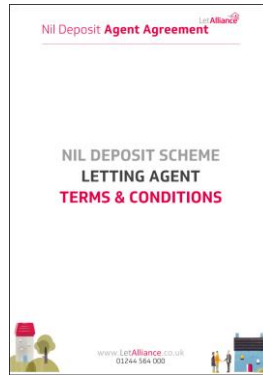 LetAlliance
Nil Deposit Agent Agreement
NIL DEPOSIT SCHEME
LETTING AGENT
TERMS & CONDITIONS
www.LetAlliance.co.uk
01244 564 000